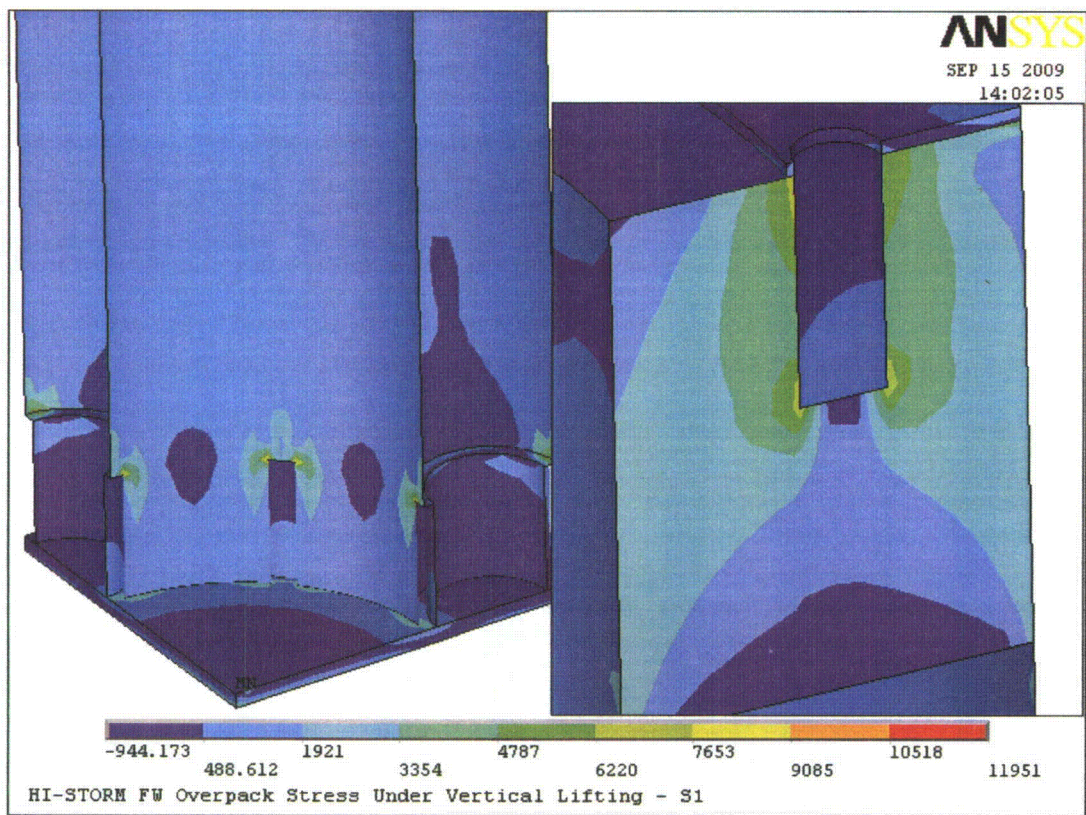 ANSYS
SEP 15 2009
14:02:05
MN
-944.173 1921 4787 7653 10518
488.612 3354 6220 9085 11951
HI-STORM FW Overpack Stress Under Vertical Lifting - S1